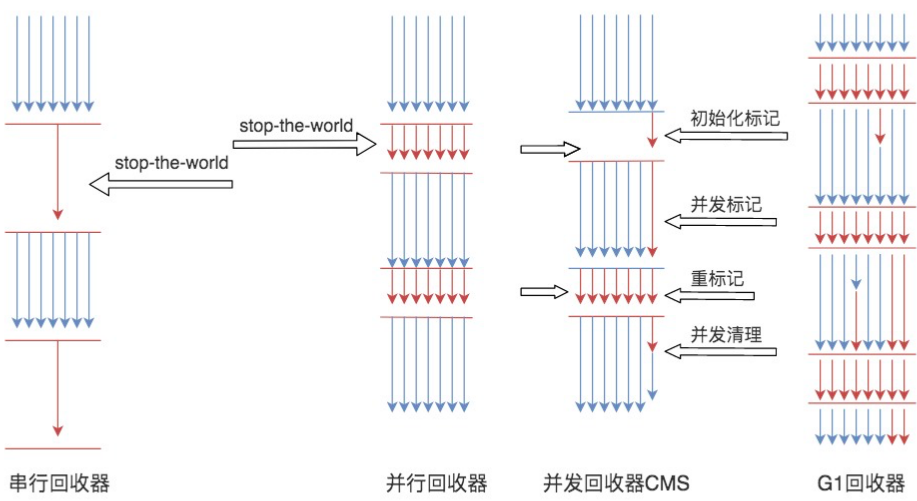 stop-the-world
stop-the-world
初始化标记
并发标记
重标记
并发清理
串行回收器
并行回收器
并发回收器CMS
G1回收器